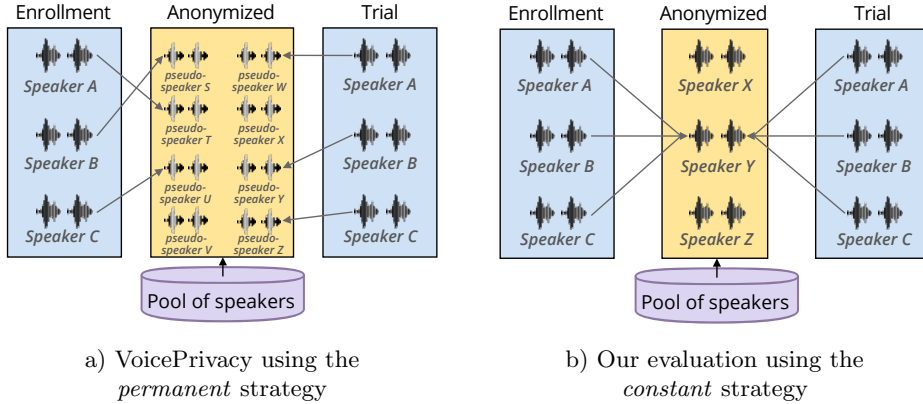 Enrollment
Anonymized
Trial
Speaker A
Speaker B
Speaker C
pseudo-
speaker S
pseudo-
speaker W
pseudo-
speaker T
pseudo-
speaker X
pseudo-
speaker U
pseudo-
speaker Y
pseudo-
speaker V
pseudo-
speaker Z
Speaker A
Speaker B
Speaker C
Pool of speakers
a) VoicePrivacy using the
permanent strategy
Enrollment
Anonymized
Trial
Speaker A
Speaker B
Speaker C
Speaker X
Speaker Y
Speaker Z
Speaker A
Speaker B
Speaker C
Pool of speakers
b) Our evaluation using the
constant strategy